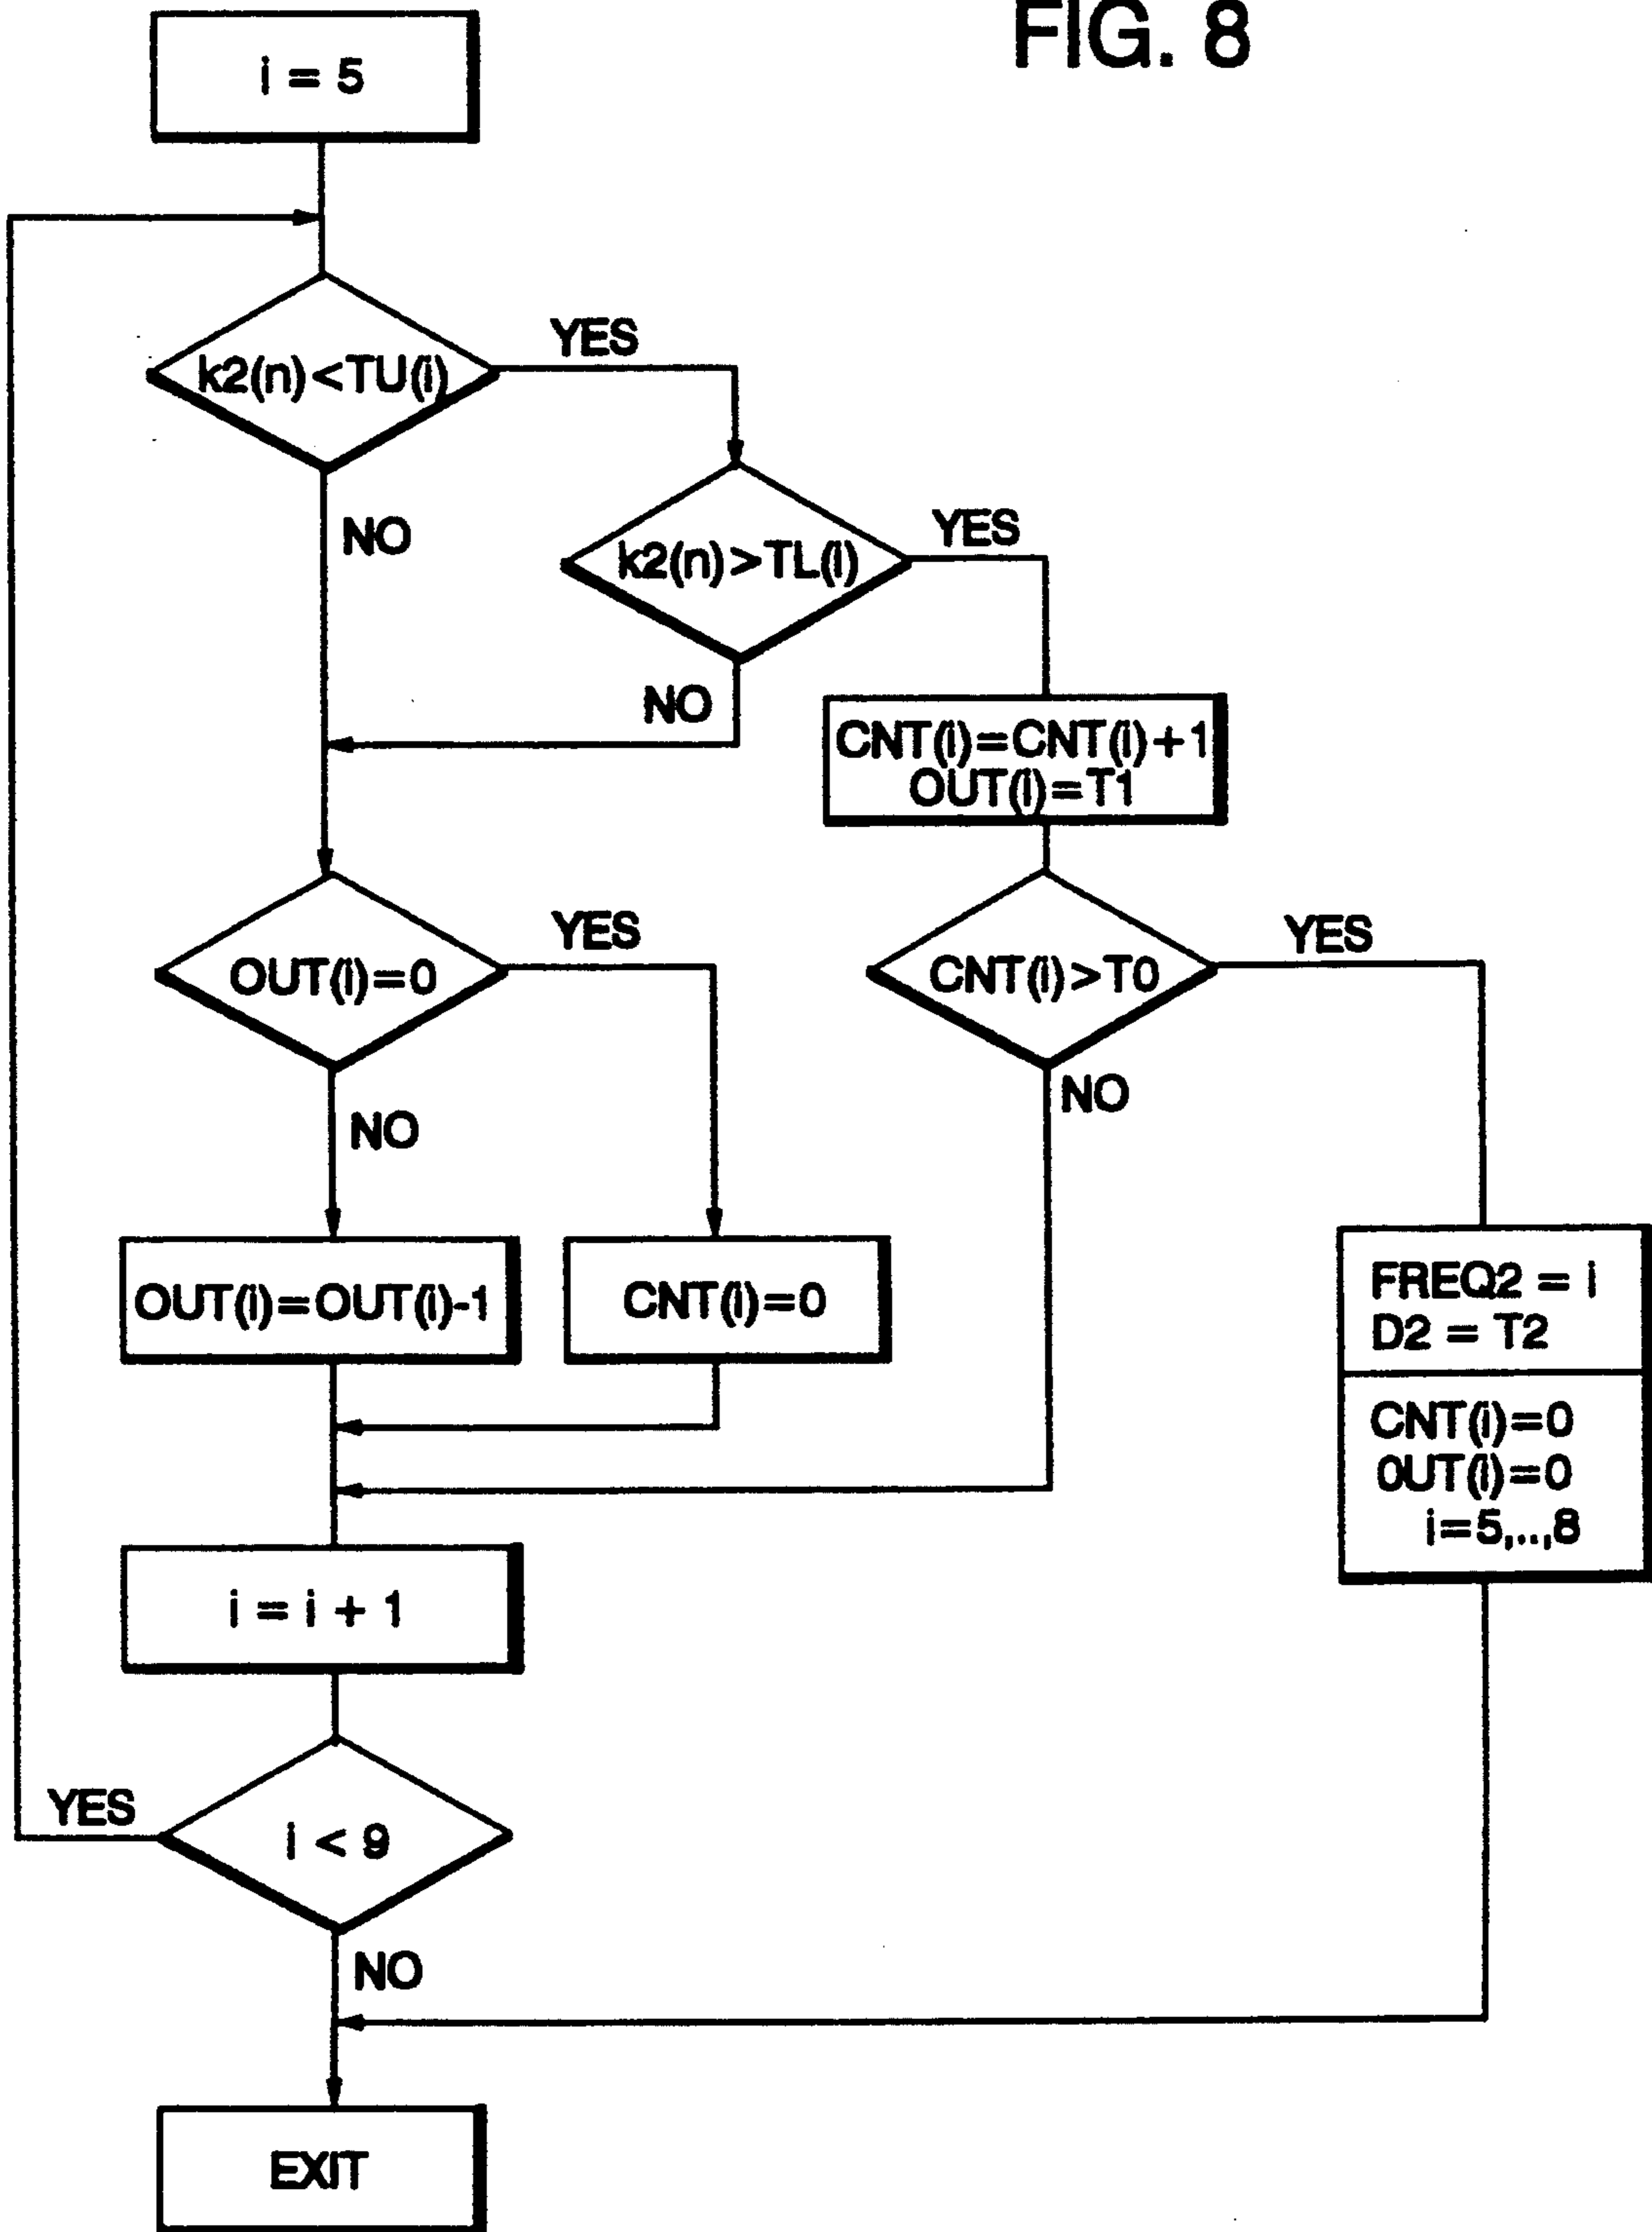 FIG. 8
i = 5
k2(n)<TU(i)
YES
NO
k2(n)>TL(i)
YES
NO
CNT(i)=CNT(i)+1
OUT(i)=T1
OUT(i)=0
YES
NO
CNT(i)>T0
YES
NO
OUT(i)=OUT(i)-1
CNT(i)=0
FREQ2 = i
D2 = T2
CNT(i)=0
0UT(i)=0
i=5,..,8
i = i + 1
i < 9
YES
NO
EXIT